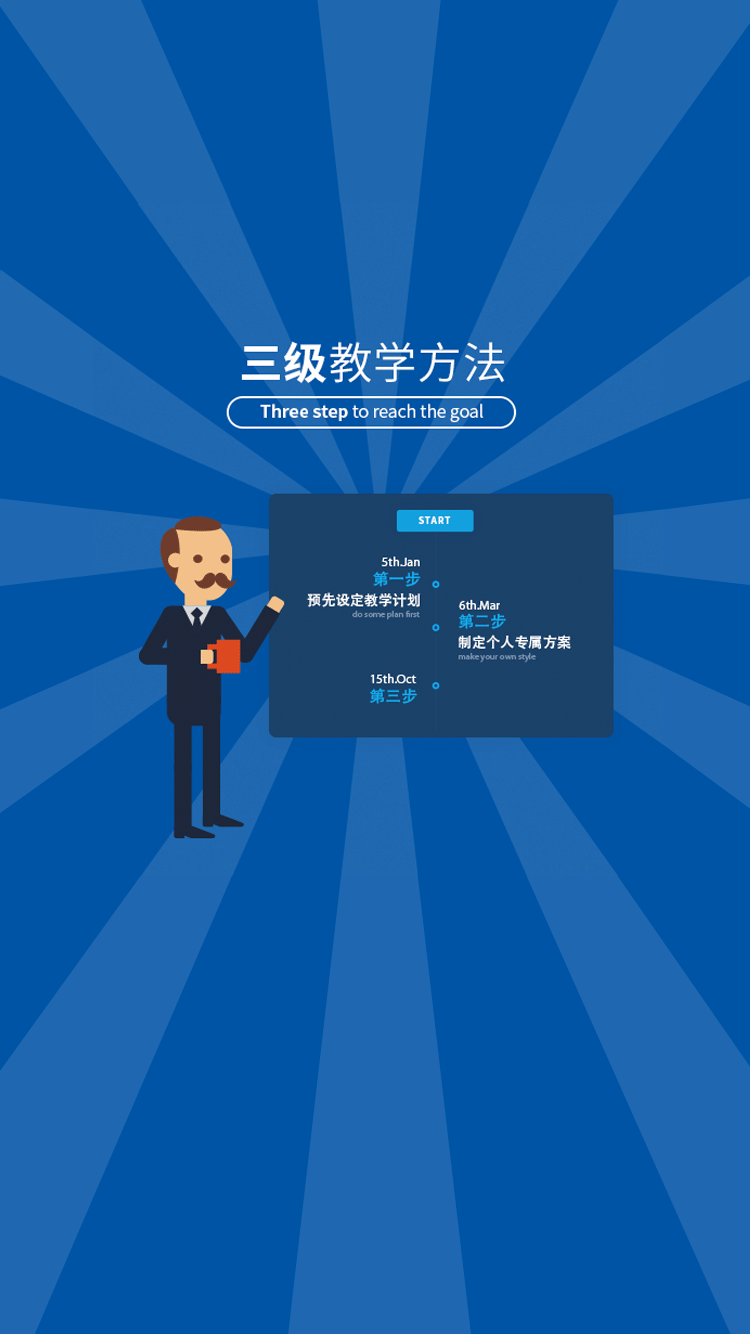 三级教学方法
Three step to reach the goal
START
5th.Jan
第一步
预先设定教学计划
do some plan first
6th.Mar
第二步
制定个人专属方案
make your own style
15th.Oct
第三步